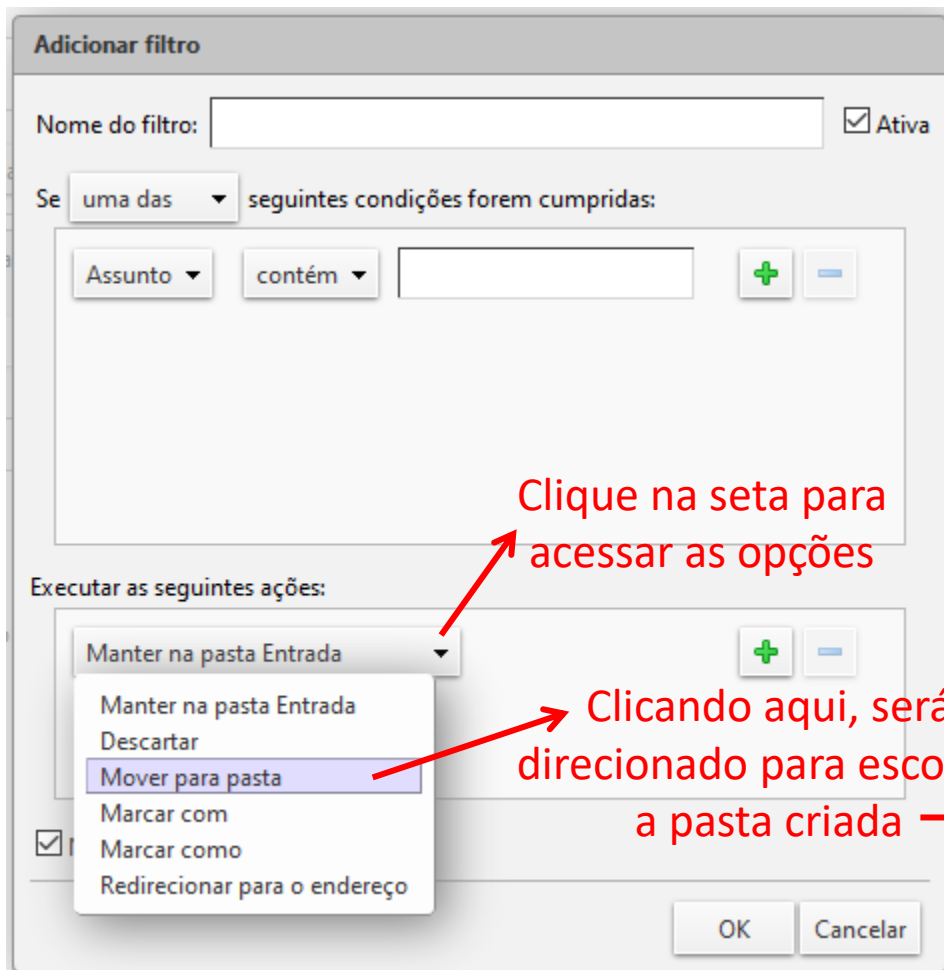 Adicionar filtro
Nome do filtro: Ativa
Se uma das seguintes condições forem cumpridas:
Assunto contém
Clique na seta para
acessar as opções
Executar as seguintes ações:
Manter na pasta Entrada
Manter na pasta Entrada
Descartar
Mover para pasta
Marcar com
Marcar como
Redirecionar para o endereço
Clicando aqui, será
direcionado para esco
a pasta criada
OK Cancelar